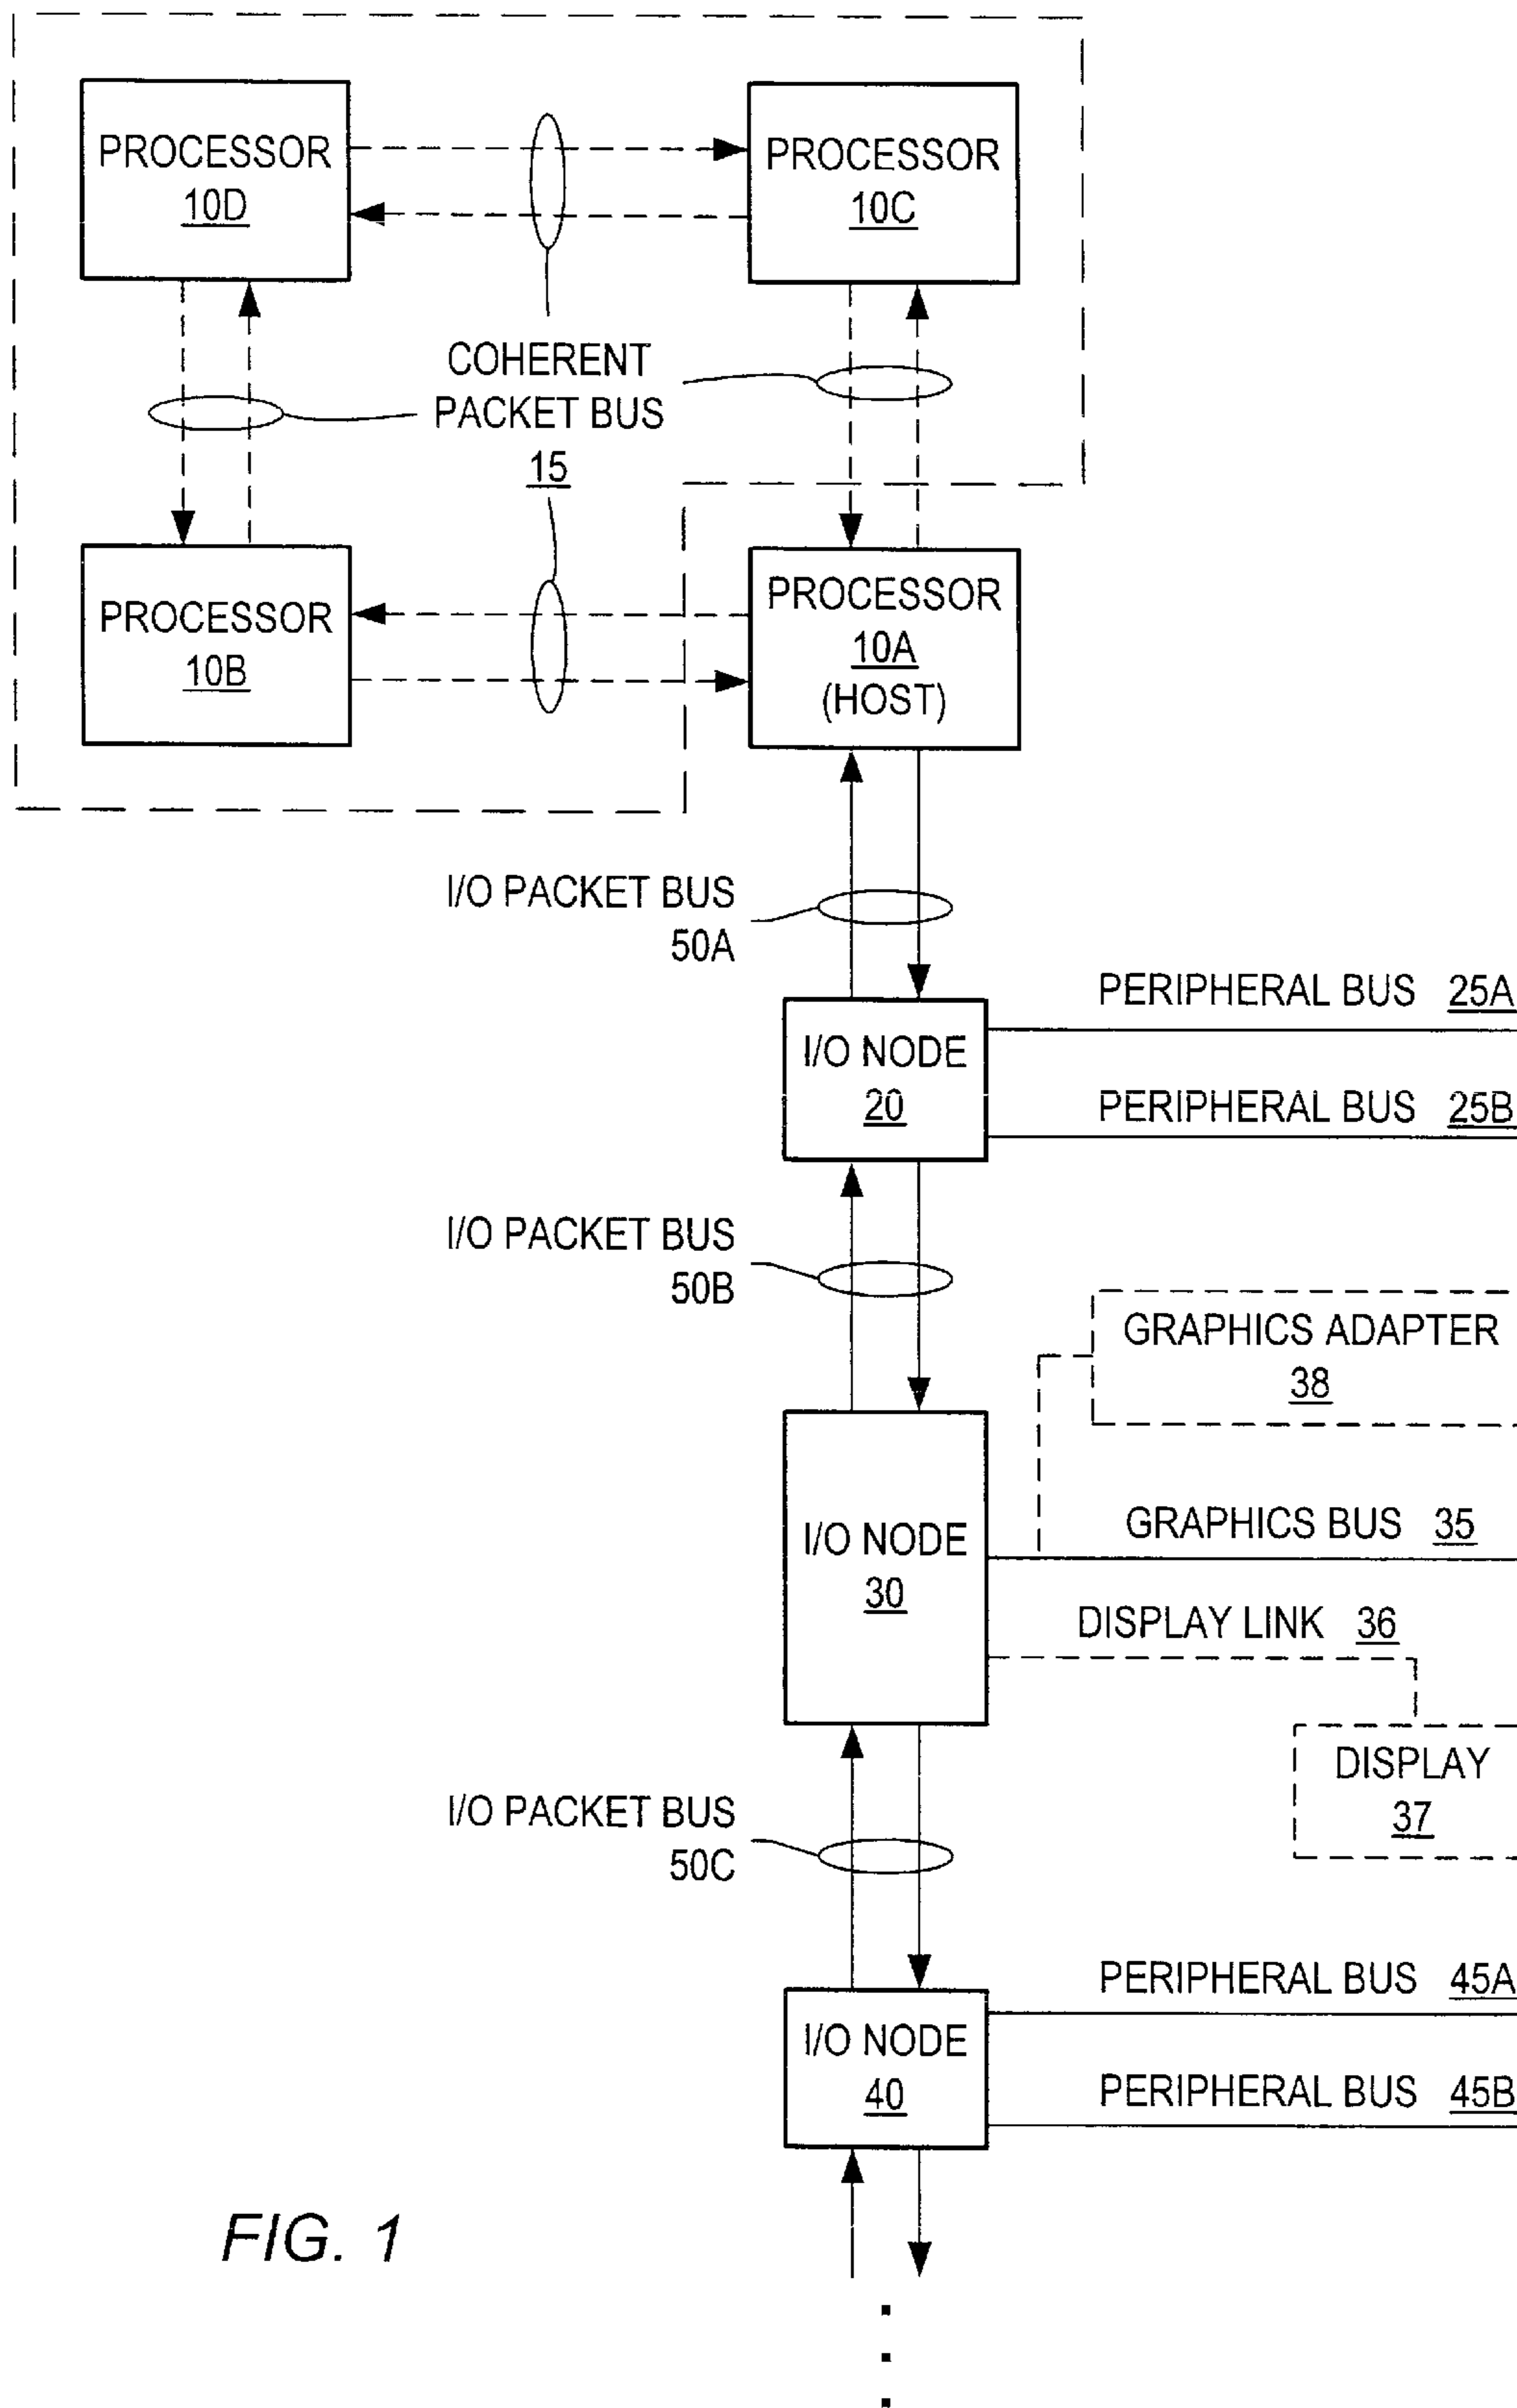 PROCESSOR
10D
PROCESSOR
10C
COHERENT
PACKET BUS
15
PROCESSOR
10B
PROCESSOR
10A
(HOST)
I/O PACKET BUS
50A
PERIPHERAL BUS 25A
I/O NODE
20
PERIPHERAL BUS 25B
I/O PACKET BUS
50B
GRAPHICS ADAPTER
38
I/O NODE
30
GRAPHICS BUS 35
DISPLAY LINK 36
DISPLAY
37
I/O PACKET BUS
50C
PERIPHERAL BUS 45A
I/O NODE
40
PERIPHERAL BUS 45B
FIG. 1